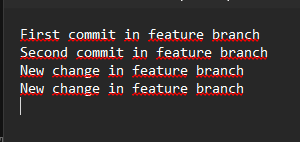 First commit in feature branch
Second commit in feature branch
New change in feature branch
New change in feature branch